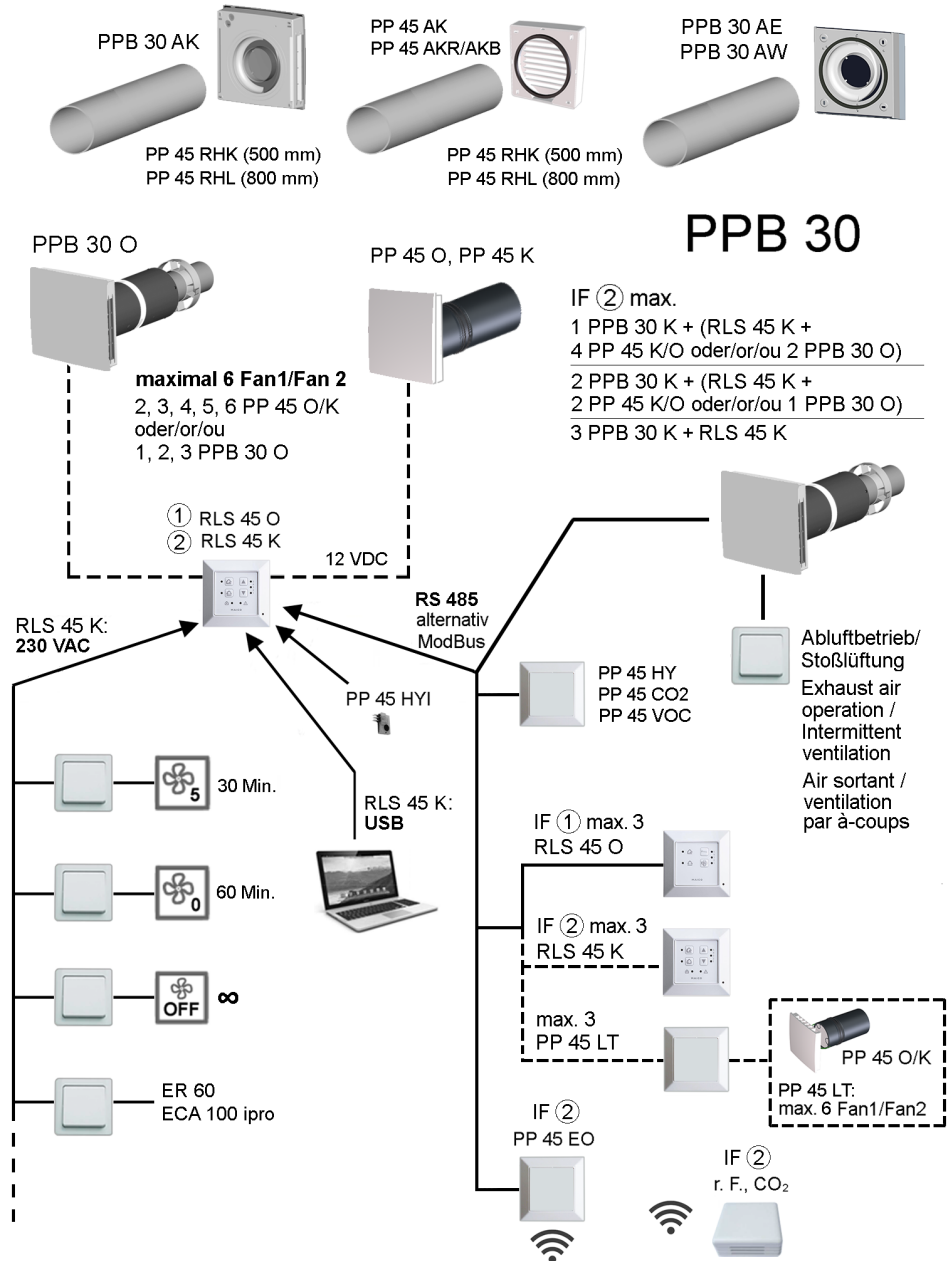 PPB 30 AK
PP 45 RHK (500 mm)
PP 45 RHL (800 mm)
PP 45 AK
PP 45 AKR/AKB
PP 45 RHK (500 mm)
PP 45 RHL (800 mm)
PPB 30 AE
PPB 30 AW
PPB 30
PPB 30 O
PP 45 O, PP 45 K
IF ② max.
1 PPB 30 K + (RLS 45 K +
4 PP 45 K/O oder/or/ou 2 PPB 30 O)
2 PPB 30 K + (RLS 45 K +
2 PP 45 K/O oder/or/ou 1 PPB 30 O)
3 PPB 30 K + RLS 45 K
maximal 6 Fan1/Fan 2
2, 3, 4, 5, 6 PP 45 O/K
oder/or/ou
1, 2, 3 PPB 30 O
① RLS 45 O
② RLS 45 K
12 VDC
RLS 45 K:
230 VAC
RS 485
alternativ
ModBus
PP 45 HYI
RLS 45 K:
USB
5
30 Min.
0
60 Min.
OFF
∞
ER 60
ECA 100 ipro
Abluftbetrieb/
Stoßlüftung
Exhaust air
operation /
Intermittent
ventilation
Air sortant /
ventilation
par à-coups
PP 45 HY
PP 45 CO2
PP 45 VOC
IF ① max. 3
RLS 45 O
IF ② max. 3
RLS 45 K
max. 3
PP 45 LT
PP 45 O/K
PP 45 LT:
max. 6 Fan1/Fan2
IF ②
PP 45 EO
IF ②
r. F., CO₂